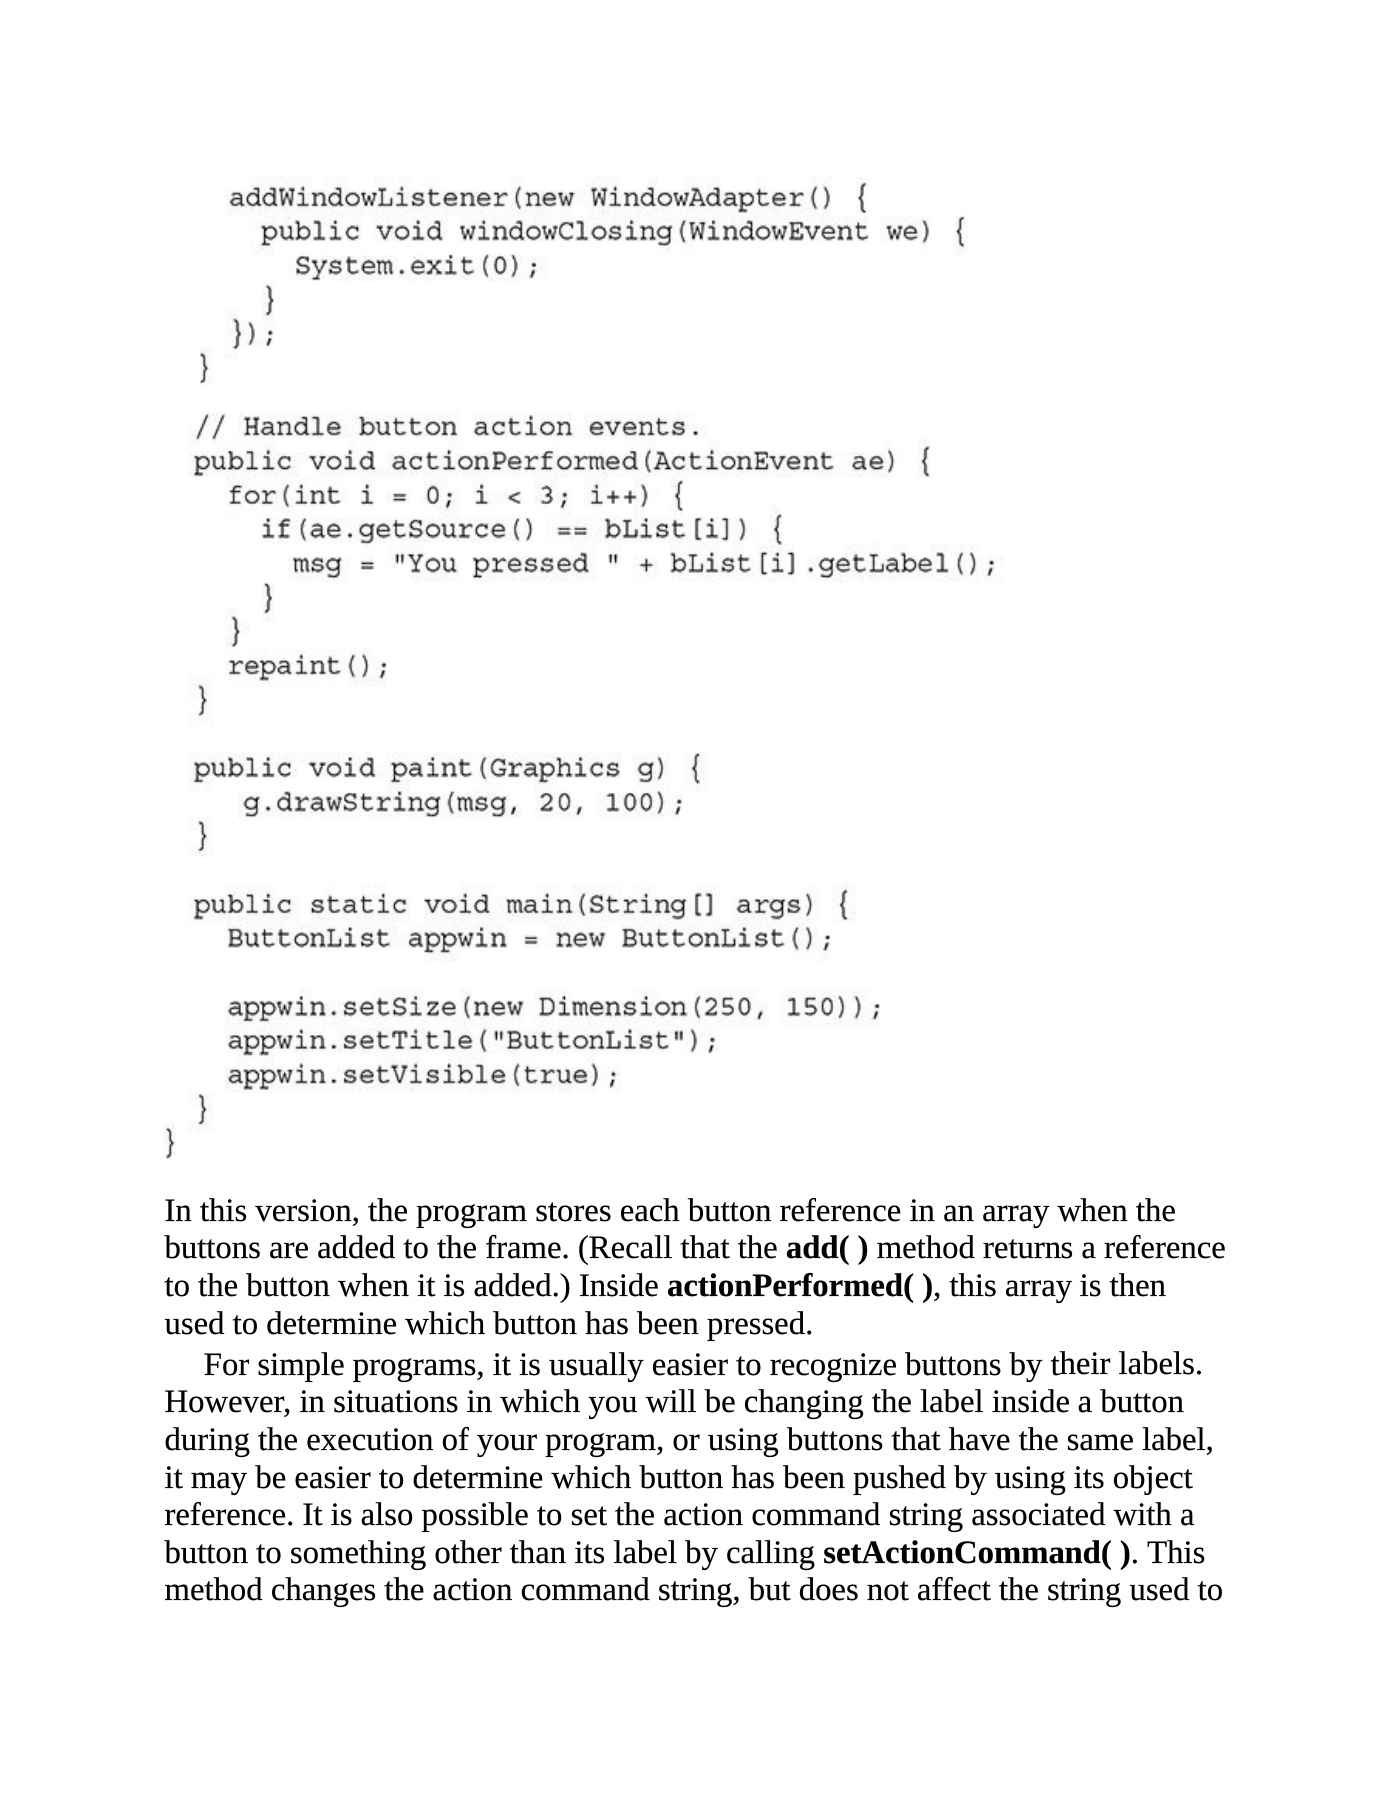 addWindowListener(new WindowAdapter() {
public void windowClosing(WindowEvent we) {
System.exit(0);
}
});
}
// Handle button action events.
public void actionPerformed(ActionEvent ae) {
for(int i = 0; i < 3; i++) {
if(ae.getSource() == bList[i]) {
msg = "You pressed " + bList[i].getLabel();
}
}
repaint();
}
public void paint(Graphics g) {
g.drawString(msg, 20, 100);
}
public static void main(String[] args) {
ButtonList appwin = new ButtonList();
appwin.setSize(new Dimension(250, 150));
appwin.setTitle("ButtonList");
appwin.setVisible(true);
}
}
In this version, the program stores each button reference in an array when the
buttons are added to the frame. (Recall that the add( ) method returns a reference
to the button when it is added.) Inside actionPerformed( ), this array is then
used to determine which button has been pressed.
For simple programs, it is usually easier to recognize buttons by their labels.
However, in situations in which you will be changing the label inside a button
during the execution of your program, or using buttons that have the same label,
it may be easier to determine which button has been pushed by using its object
reference. It is also possible to set the action command string associated with a
button to something other than its label by calling setActionCommand( ). This
method changes the action command string, but does not affect the string used to